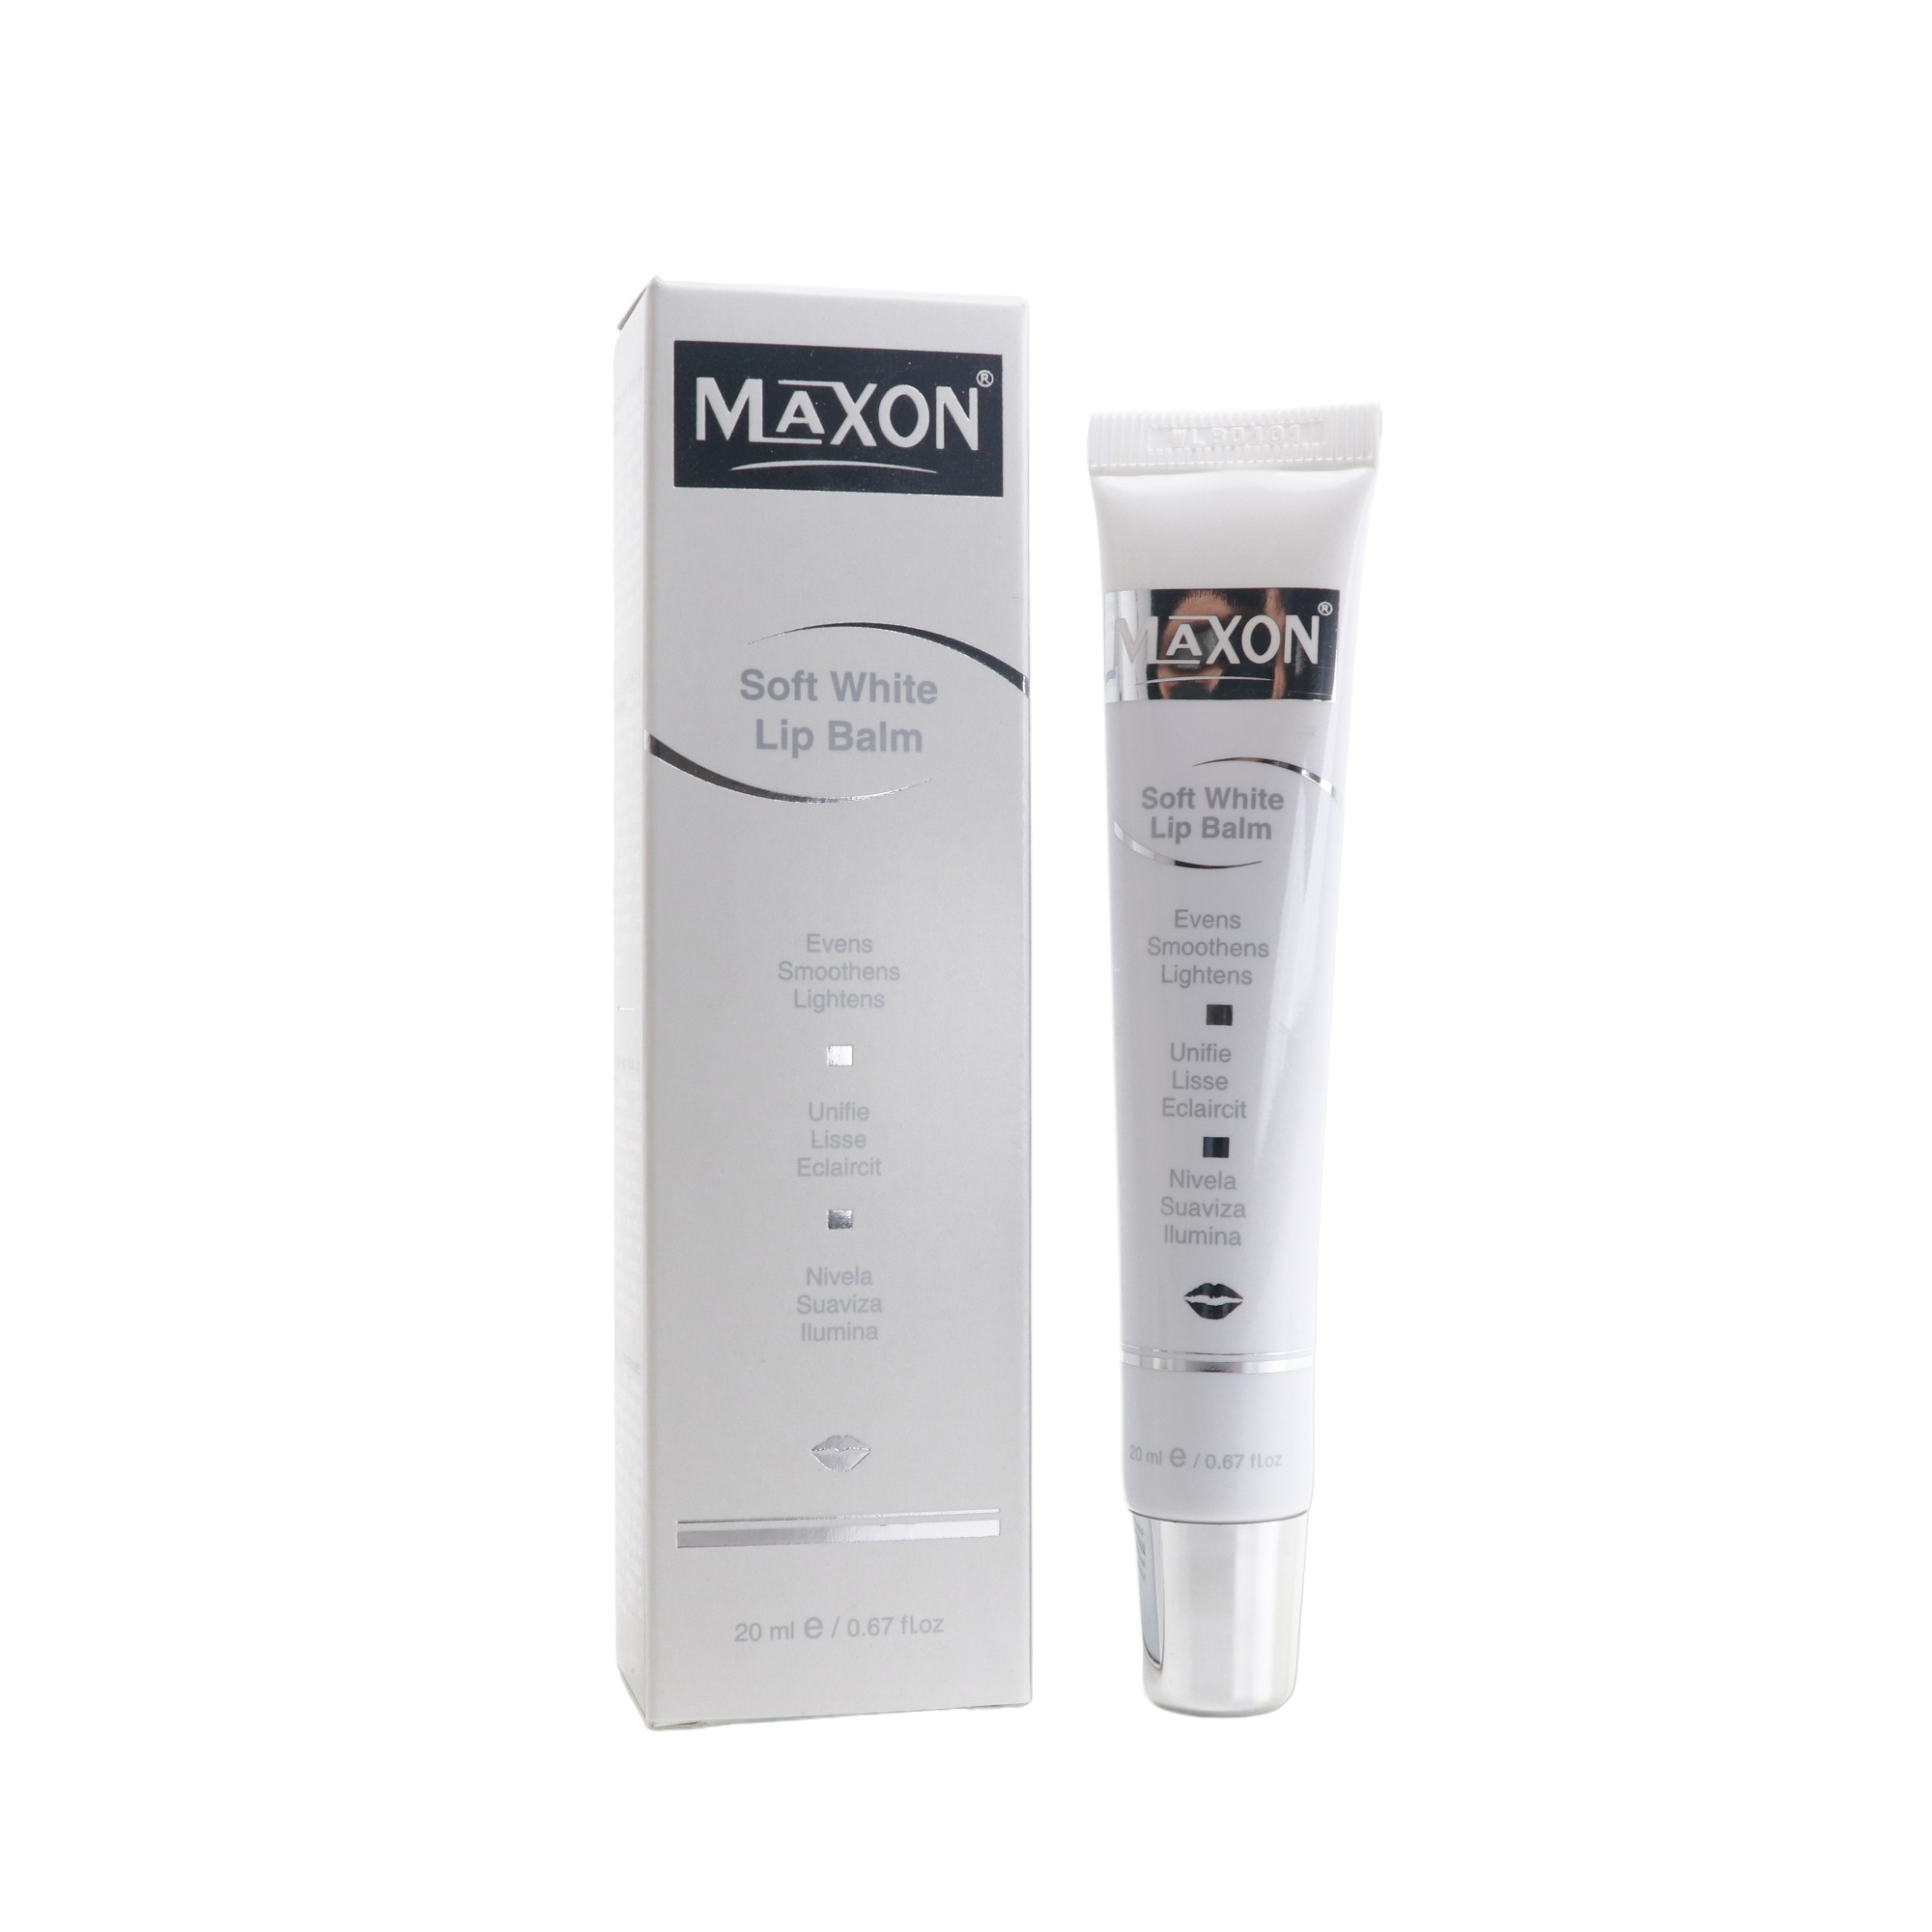 MAXON®
Soft White
Lip Balm
Evens
Smoothens
Lightens
Unifie
Lisse
Eclaircit
Nivela
Suaviza
Ilumina
20 ml e / 0.67 fl.oz
MAXON®
Soft White
Lip Balm
Evens
Smoothens
Lightens
Unifie
Lisse
Eclaircit
Nivela
Suaviza
Ilumina
20 ml e / 0.67 fl.oz